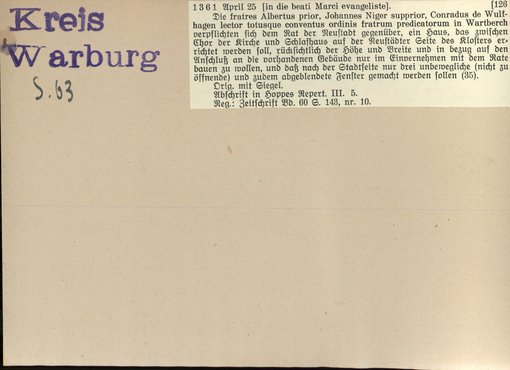 Kreis
Warburg
S. 63
1361 April 25 [in die beati Marci evangeliste]. [126
Die fratres Albertus prior, Johannes Niger supprior, Conradus de Wulf-
hagen lector totusque conventus ordinis fratrum predicatorum in Wartberch
verpflichten sich dem Rat der Neustadt gegenüber, ein Haus, das zwischen
Chor der Kirche und Schlafhaus auf der Neustädter Seite des Klosters er-
richtet werden soll, rücksichtlich der Höhe und Breite und in bezug auf den
Anschluß an die vorhandenen Gebäude nur im Einvernehmen mit dem Rate
bauen zu wollen, und daß nach der Stadtseite nur drei unbewegliche (nicht zu
öffnende) und zudem abgeblendete Fenster gemacht werden sollen (35).
Orig. mit Siegel.
Abschrift in Hoppes Repert. III. 5.
Reg.: Zeitschrift Bd. 60 S. 143, nr. 10.